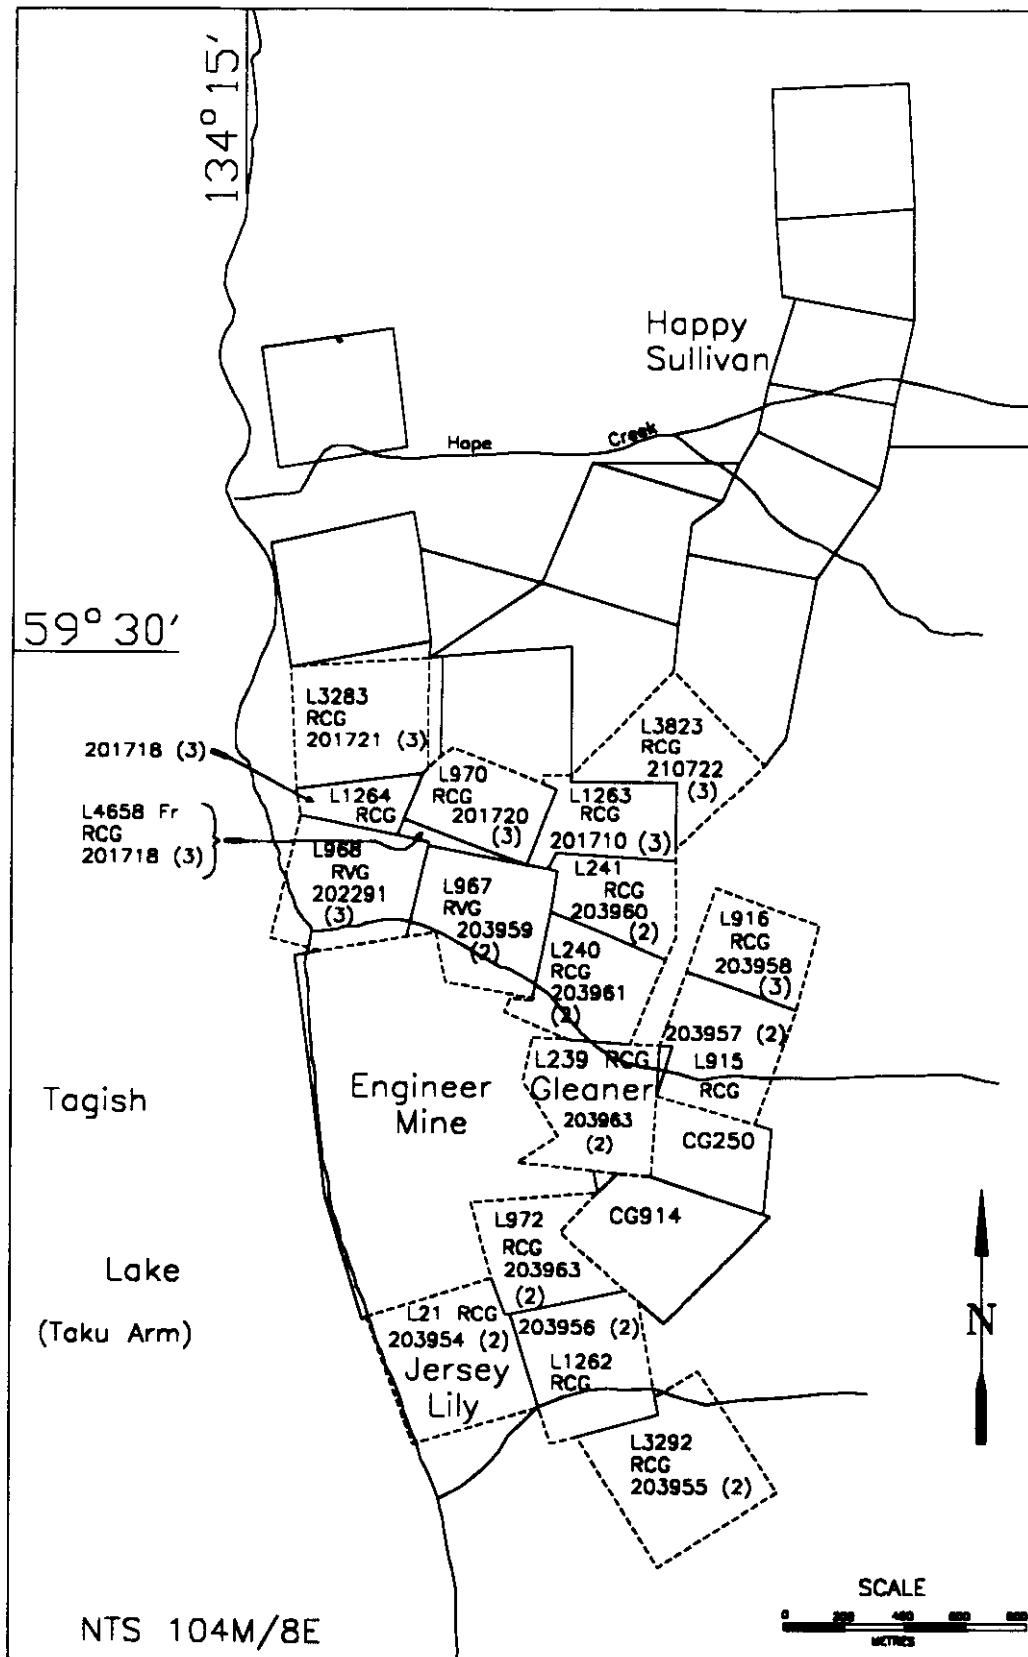 134° 15'
Happy
Sullivan
Hope Creek
59° 30'
L3283
RCG
201721 (3)
L3823
RCG
210722
(3)
201718 (3)
L970
RCG
201720
(3)
L1264
RCG
L1263
RCG
201710 (3)
L4658 Fr
RCG
201718 (3)
L968
RVG
202291
(3)
L967
RVG
203959
(2)
L241
RCG
203960
(2)
L916
RCG
203958
(3)
L240
RCG
203961
(2)
203957 (2)
L915
RCG
L239 RCG
Gleaner
203963
(2)
Engineer
Mine
Tagish
CG250
CG914
L972
RCG
203963
(2)
Lake
(Taku Arm)
L21 RCG
203954 (2)
Jersey
Lily
203956 (2)
L1262
RCG
N
L3292
RCG
203955 (2)
SCALE
0 200 400 600 800
METRES
NTS 104M/8E